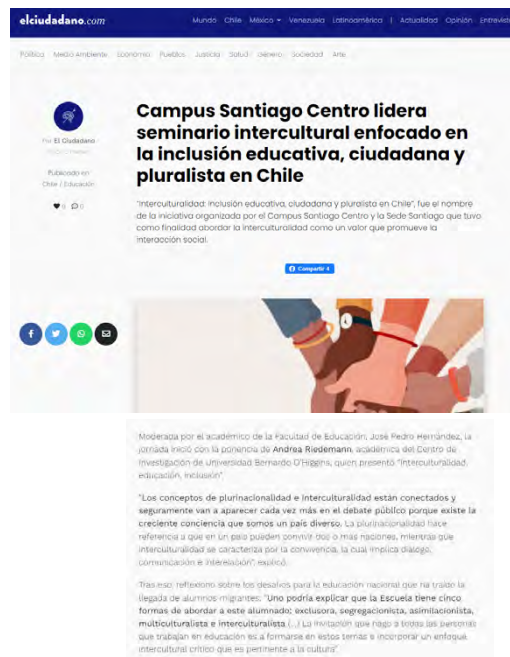 elciudadano.com
Mundo Chile México Venezuela Latinoamérica | Actualidad Opinión Entrevistas
Política Medio Ambiente Economía Pueblos Justicia Salud Género Sociedad Arte
Campus Santiago Centro lidera
seminario intercultural enfocado en
la inclusión educativa, ciudadana y
pluralista en Chile
Por El Ciudadano
Publicado en
Chile / Educación
0 0
"Interculturalidad: Inclusión educativa, ciudadana y pluralista en Chile", fue el nombre
de la iniciativa organizada por el Campus Santiago Centro y la Sede Santiago que tuvo
como finalidad abordar la interculturalidad como un valor que promueve la
interacción social.
Compartir 4
Moderada por el académico de la Facultad de Educación, José Pedro Hernández, la
jornada inició con la ponencia de Andrea Riedemann, académica del Centro de
Investigación de Universidad Bernardo O'Higgins, quien presentó "Interculturalidad,
educación, inclusión".
"Los conceptos de plurinacionalidad e interculturalidad están conectados y
seguramente van a aparecer cada vez más en el debate público porque existe la
creciente conciencia que somos un país diverso. La plurinacionalidad hace
referencia a que en un país pueden convivir dos o más naciones, mientras que
interculturalidad se caracteriza por la convivencia, la cual implica diálogo,
comunicación e interelación", explicó.
Tras eso, reflexionó sobre los desafíos para la educación nacional que ha traído la
llegada de alumnos migrantes: "Uno podría explicar que la Escuela tiene cinco
formas de abordar a este alumnado: exclusora, segregacionista, asimilacionista,
multiculturalista e interculturalista (...) La invitación que hago a todas las personas
que trabajan en educación es a formarse en estos temas e incorporar un enfoque
intercultural crítico que es pertinente a la cultura".